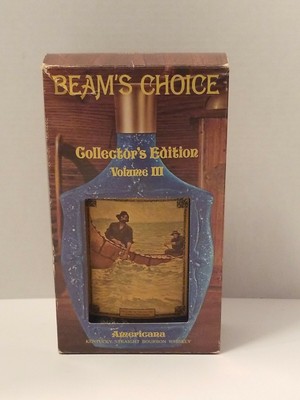 BEAM'S CHOICE
Collector's Edition
Volume III
Americana
KENTUCKY STRAIGHT BOURBON WHISKEY